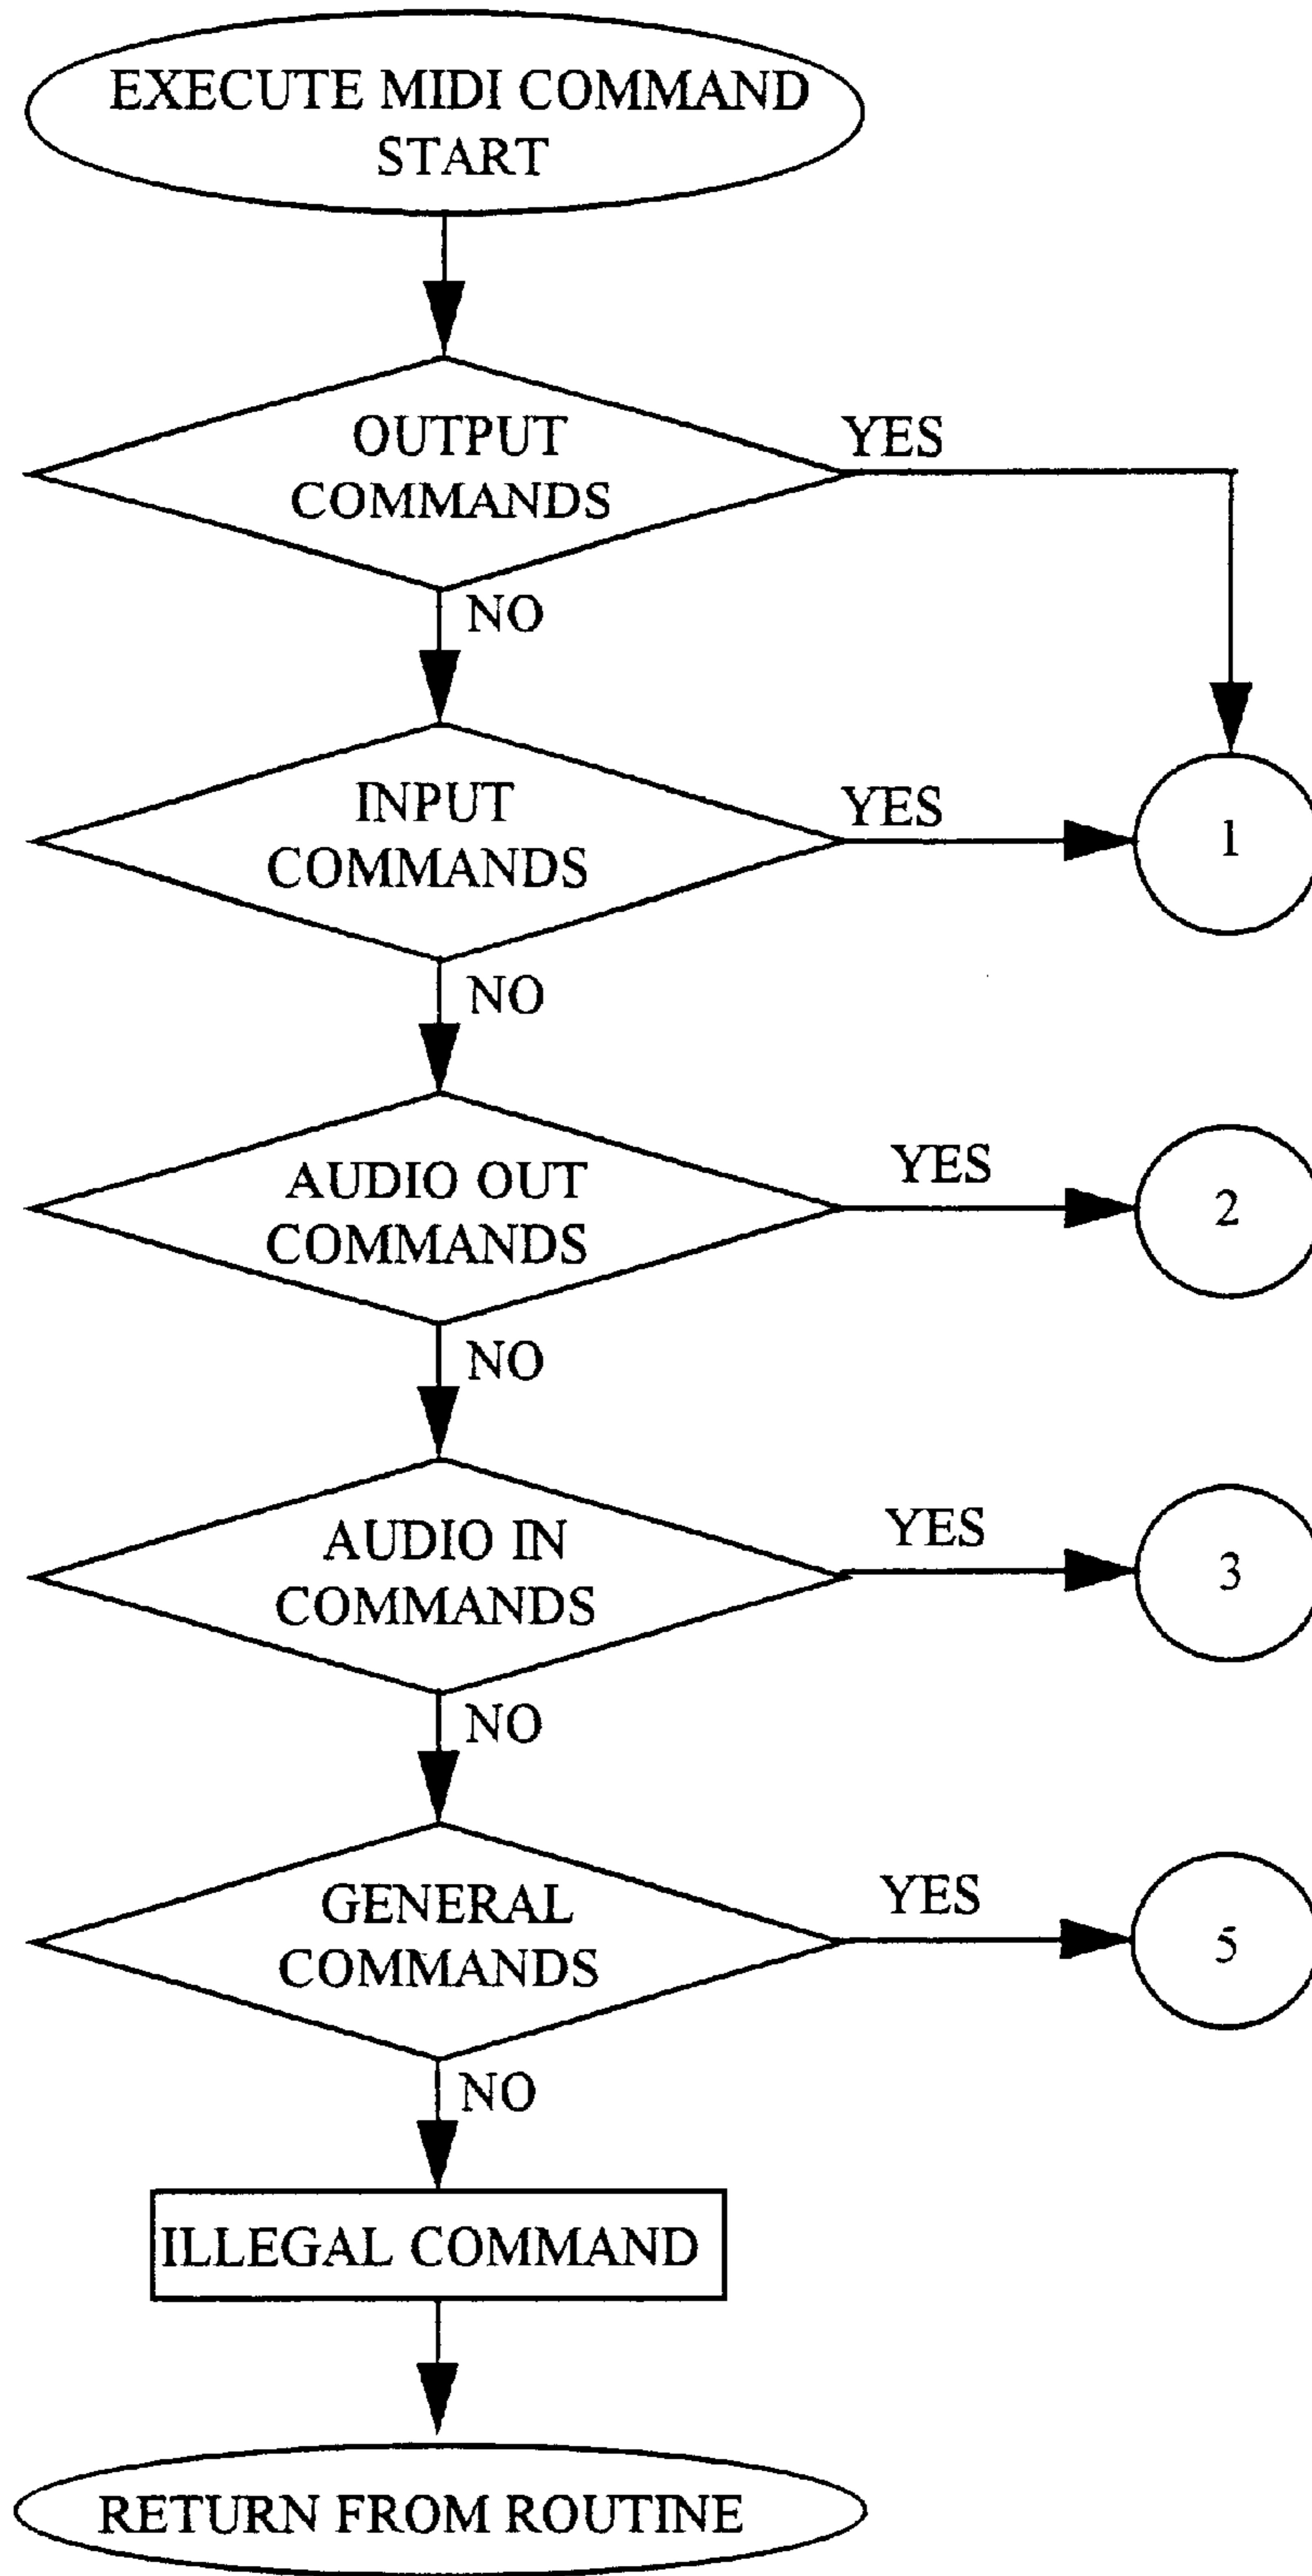 EXECUTE MIDI COMMAND
START
OUTPUT
COMMANDS
YES
NO
INPUT
COMMANDS
YES
1
NO
AUDIO OUT
COMMANDS
YES
2
NO
AUDIO IN
COMMANDS
YES
3
NO
GENERAL
COMMANDS
YES
5
NO
ILLEGAL COMMAND
RETURN FROM ROUTINE